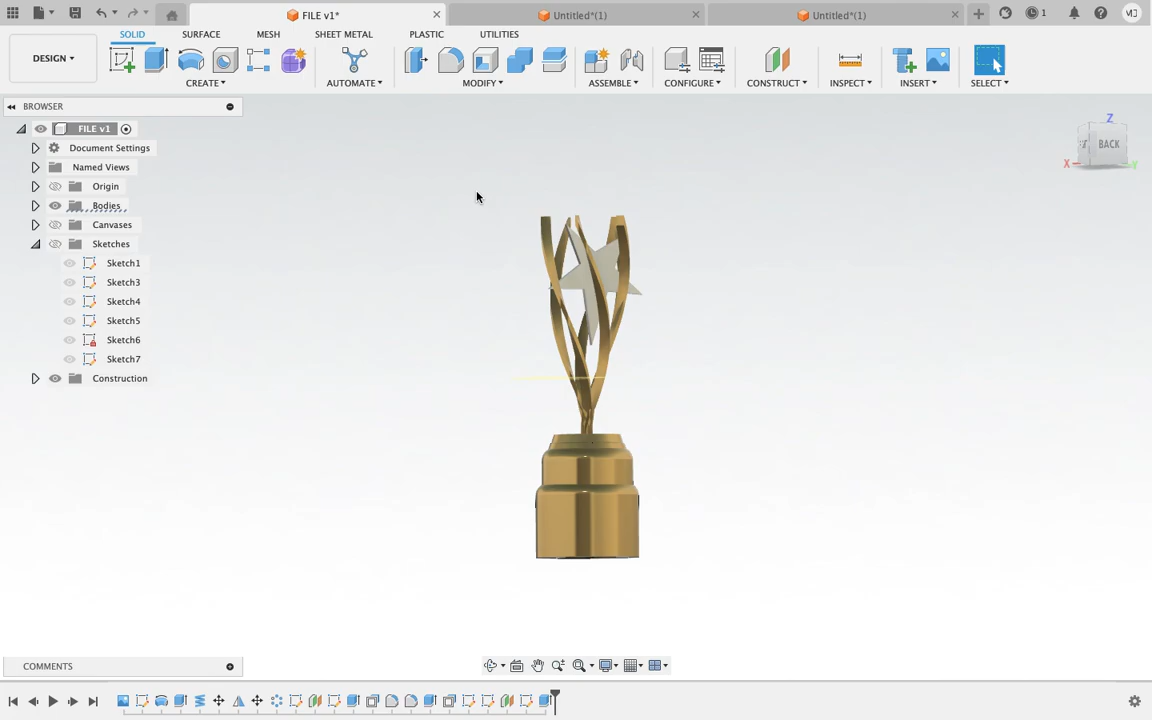 FILE v1*
Untitled*(1)
Untitled*(1)
1
MJ
DESIGN
SOLID
SURFACE
SHEET METAL
MESH
PLASTIC
UTILITIES
CREATE
AUTOMATE
MODIFY
ASSEMBLE
CONFIGURE
CONSTRUCT
INSPECT
INSERT
SELECT
BROWSER
FILE v1
Document Settings
Named Views
Origin
Bodies
Canvases
Sketches
Sketch1
Sketch3
Sketch4
Sketch5
Sketch6
Sketch7
Construction
Z
BACK
X
Y
COMMENTS